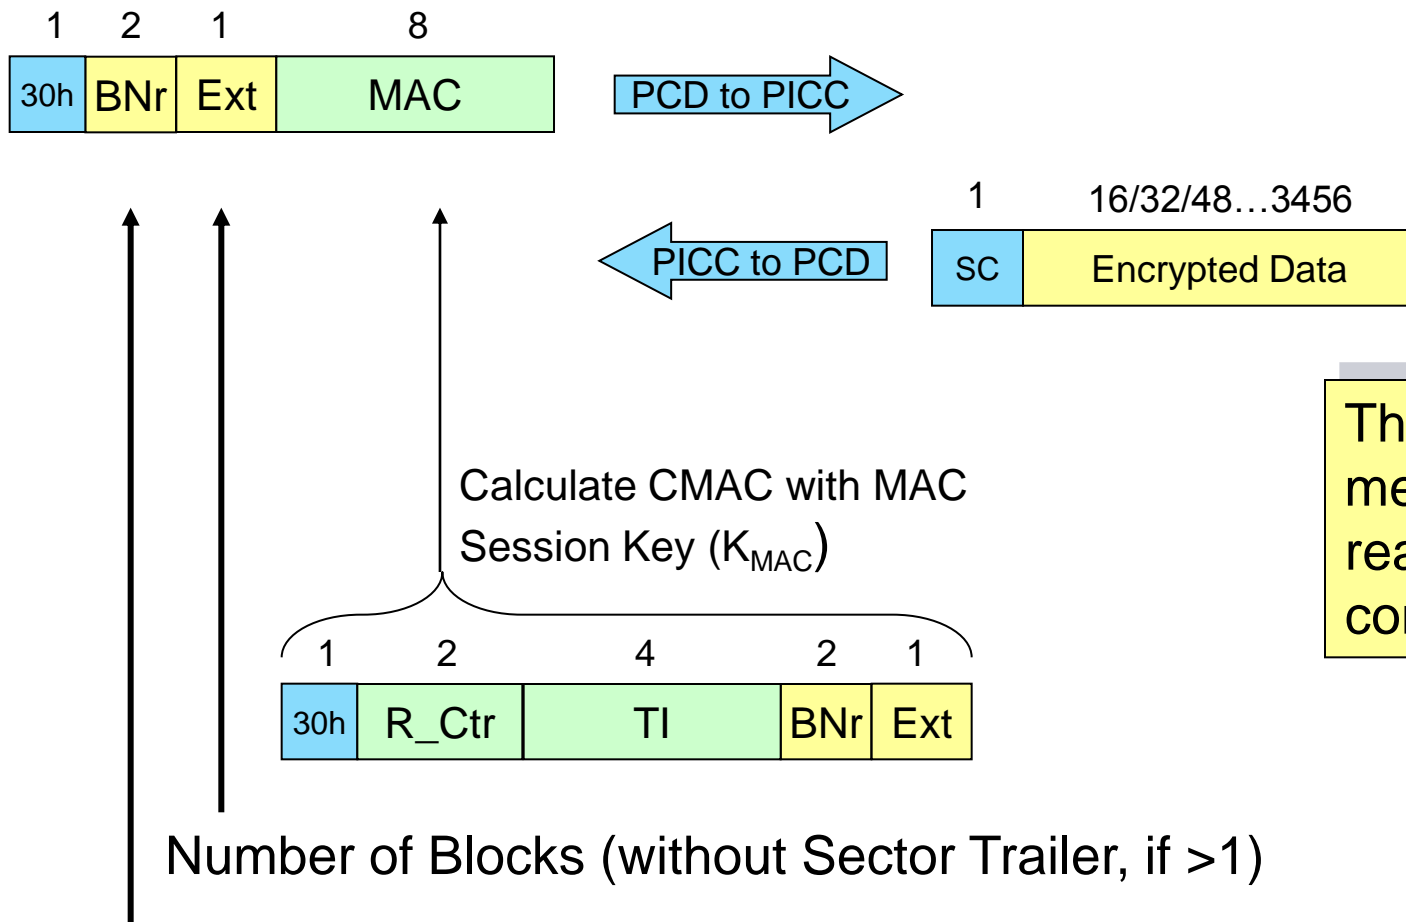 1 2 1 8
30h BNr Ext MAC
PCD to PICC
1 16/32/48…3456
PICC to PCD
SC Encrypted Data
Calculate CMAC with MAC
Session Key (KMAC)
1 2 4 2 1
30h R_Ctr TI BNr Ext
Number of Blocks (without Sector Trailer, if >1)